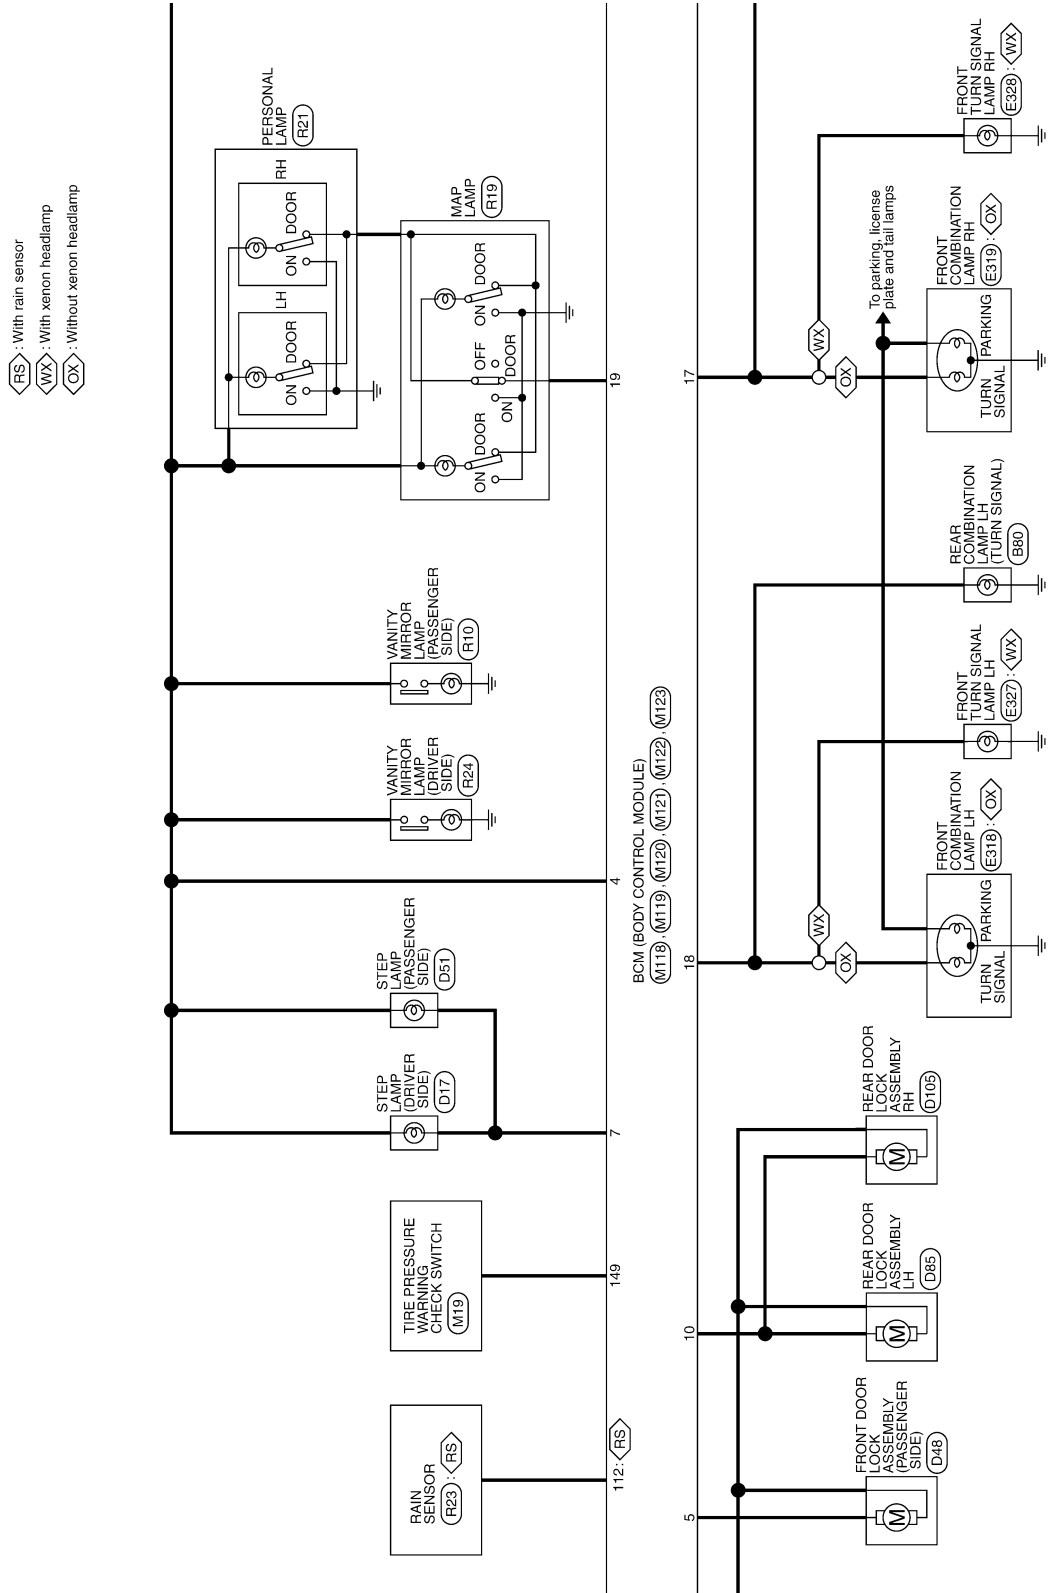 RS : With rain sensor
WX : With xenon headlamp
OX : Without xenon headlamp
RAIN
SENSOR
R23 : RS
TIRE PRESSURE
WARNING
CHECK SWITCH
M19
STEP
LAMP
(DRIVER
SIDE)
D17
STEP
LAMP
(PASSENGER
SIDE)
D51
VANITY
MIRROR
LAMP
(DRIVER
SIDE)
R24
VANITY
MIRROR
LAMP
(PASSENGER
SIDE)
R10
PERSONAL
LAMP
R21
LH
ON
DOOR
RH
ON
DOOR
MAP
LAMP
R19
ON
DOOR
ON
OFF
DOOR
ON
DOOR
112 : RS
149
7
4
19
BCM (BODY CONTROL MODULE)
M118 , M119 , M120 , M121 , M122 , M123
5
10
18
17
FRONT DOOR
LOCK
ASSEMBLY
(PASSENGER
SIDE)
D48
M
REAR DOOR
LOCK
ASSEMBLY
LH
D85
M
REAR DOOR
LOCK
ASSEMBLY
RH
D105
M
WX
OX
FRONT
COMBINATION
LAMP LH
E318 : OX
TURN
SIGNAL
PARKING
FRONT
TURN SIGNAL
LAMP LH
E327 : WX
REAR
COMBINATION
LAMP LH
(TURN SIGNAL)
B80
WX
OX
To parking, license
plate and tail lamps
FRONT
COMBINATION
LAMP RH
E319 : OX
TURN
SIGNAL
PARKING
FRONT
TURN SIGNAL
LAMP RH
E328 : WX